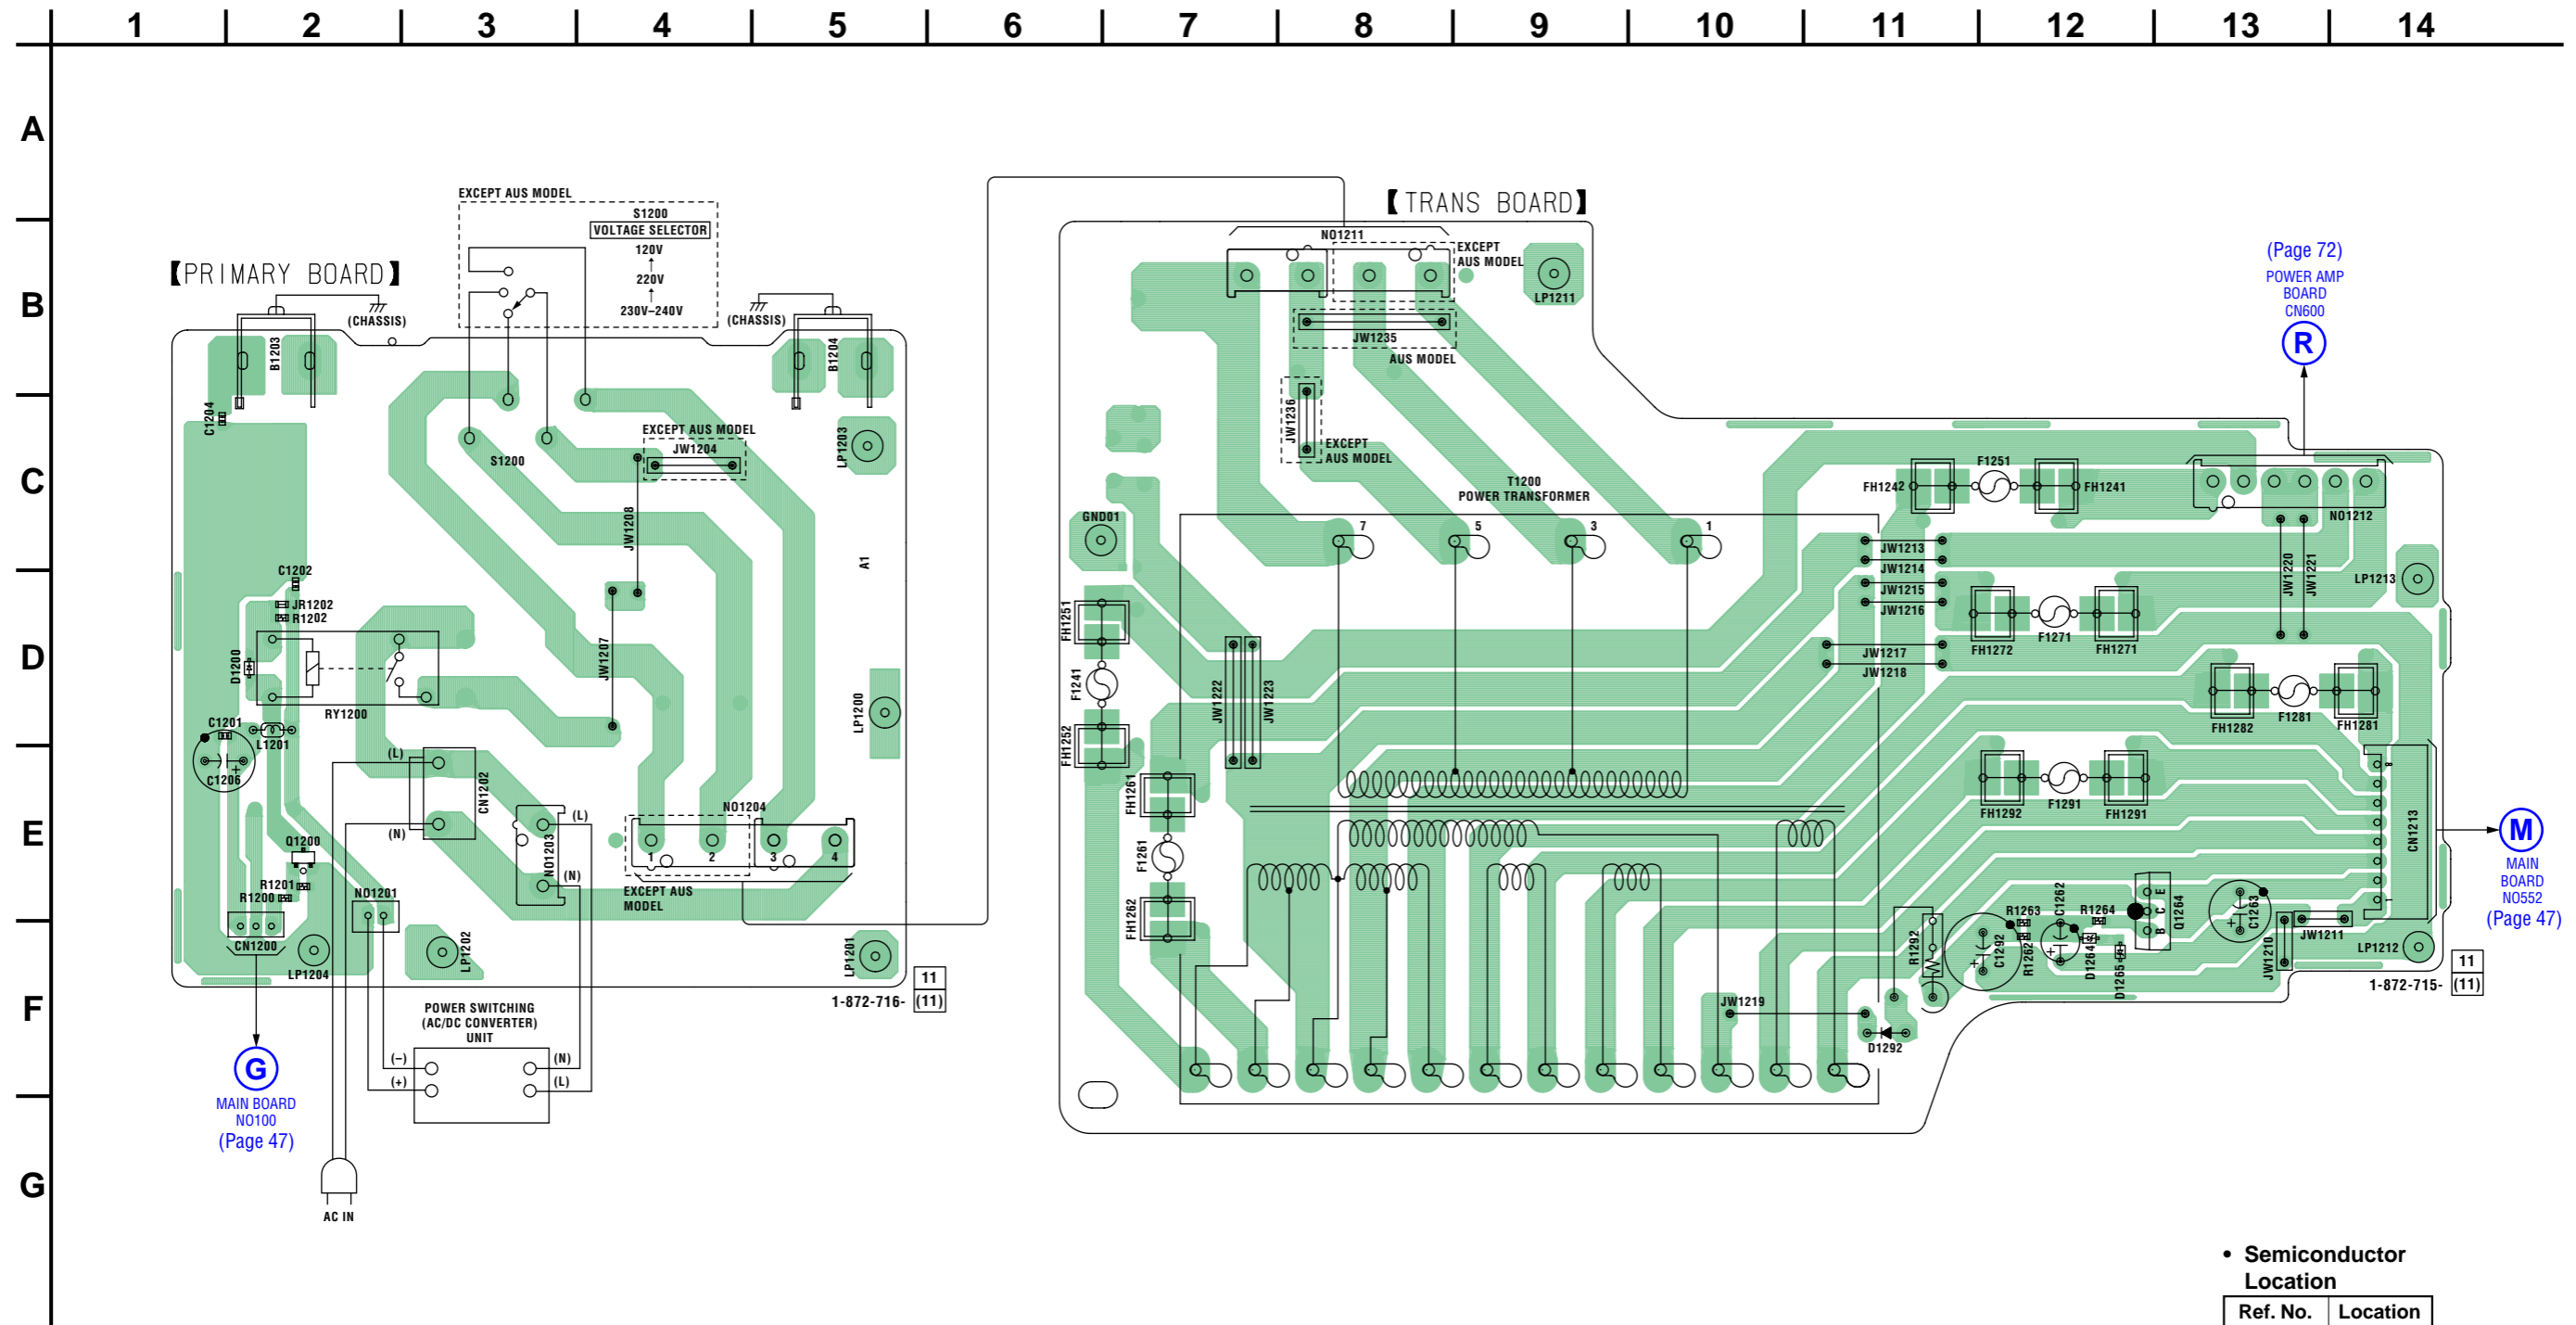 1 2 3 4 5 6 7 8 9 10 11 12 13 14
A
B
C
D
E
F
G
【PRIMARY BOARD】
EXCEPT AUS MODEL
S1200
VOLTAGE SELECTOR
120V
220V
230V–240V
(CHASSIS)
(CHASSIS)
B1203
B1204
C1204
EXCEPT AUS MODEL
JW1204
S1200
LP1203
JW1208
A1
C1202
JR1202
R1202
D1200
RY1200
JW1207
LP1200
C1201
L1201
C1206
(L)
CN1202
(N)
NO1203
(L)
(N)
NO1204
1 2 3 4
EXCEPT AUS
MODEL
Q1200
R1201
R1200
NO1201
CN1200
LP1204
LP1202
LP1201
11
1-872-716- (11)
POWER SWITCHING
(AC/DC CONVERTER)
UNIT
(–)
(+)
(N)
(L)
G
MAIN BOARD
NO100
(Page 47)
AC IN
【TRANS BOARD】
NO1211
EXCEPT
AUS MODEL
LP1211
JW1235
AUS MODEL
JW1236
EXCEPT
AUS MODEL
T1200
POWER TRANSFORMER
7 5 3 1
GND01
FH1251
F1241
FH1252
JW1222
JW1223
FH1261
F1261
FH1262
(Page 72)
POWER AMP
BOARD
CN600
R
F1251
FH1242
FH1241
NO1212
JW1213
JW1214
JW1215
JW1216
JW1217
JW1218
JW1220
JW1221
LP1213
F1271
FH1272
FH1271
F1281
FH1282
FH1281
F1291
FH1292
FH1291
8
CN1213
1
M
MAIN
BOARD
NO552
(Page 47)
R1292
C1292
R1263
R1262
C1262
R1264
D1264
D1265
E
C
B
Q1264
C1263
JW1210
JW1211
LP1212
11
1-872-715- (11)
JW1219
D1292
• Semiconductor
Location
Ref. No. Location